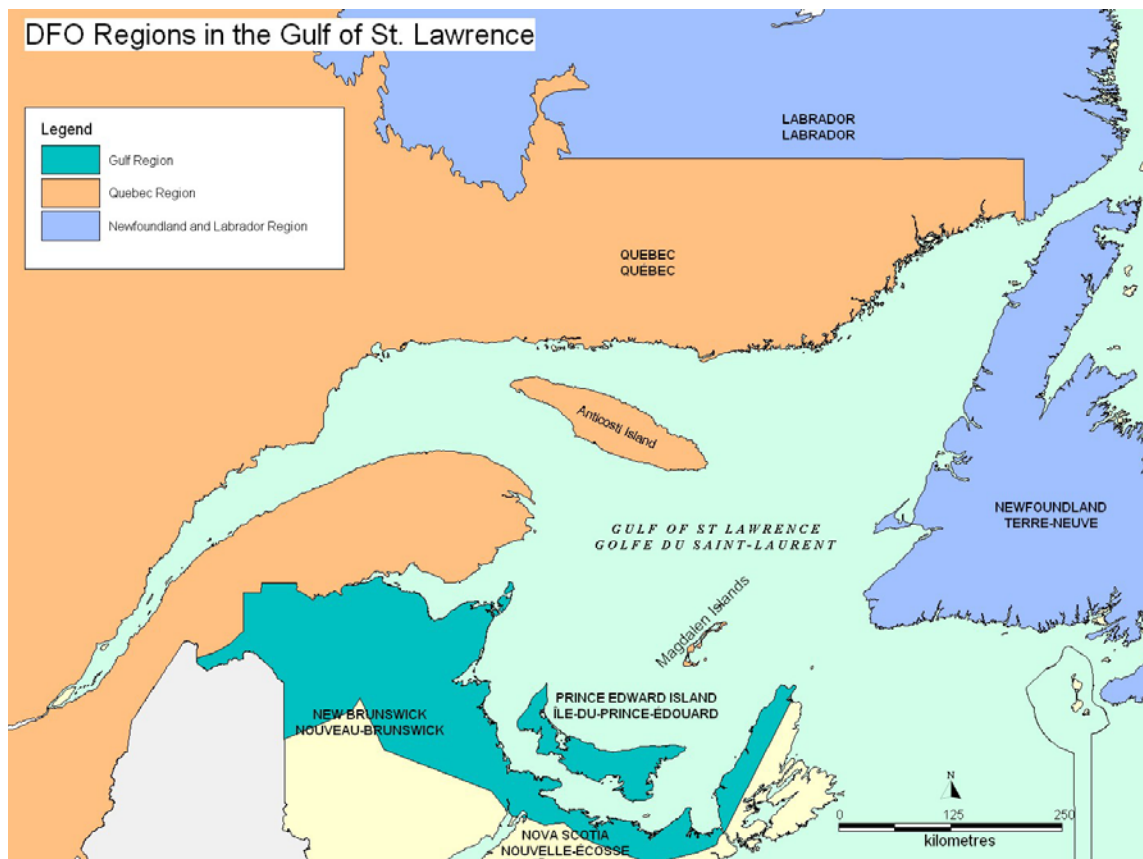 DFO Regions in the Gulf of St. Lawrence
Legend
Gulf Region
Quebec Region
Newfoundland and Labrador Region
LABRADOR
LABRADOR
QUEBEC
QUÉBEC
Anticosti Island
GULF OF ST LAWRENCE
GOLFE DU SAINT-LAURENT
NEWFOUNDLAND
TERRE-NEUVE
Magdalen Islands
PRINCE EDWARD ISLAND
ÎLE-DU-PRINCE-ÉDOUARD
NEW BRUNSWICK
NOUVEAU-BRUNSWICK
NOVA SCOTIA
NOUVELLE-ÉCOSSE
N
0 125 250
kilometres